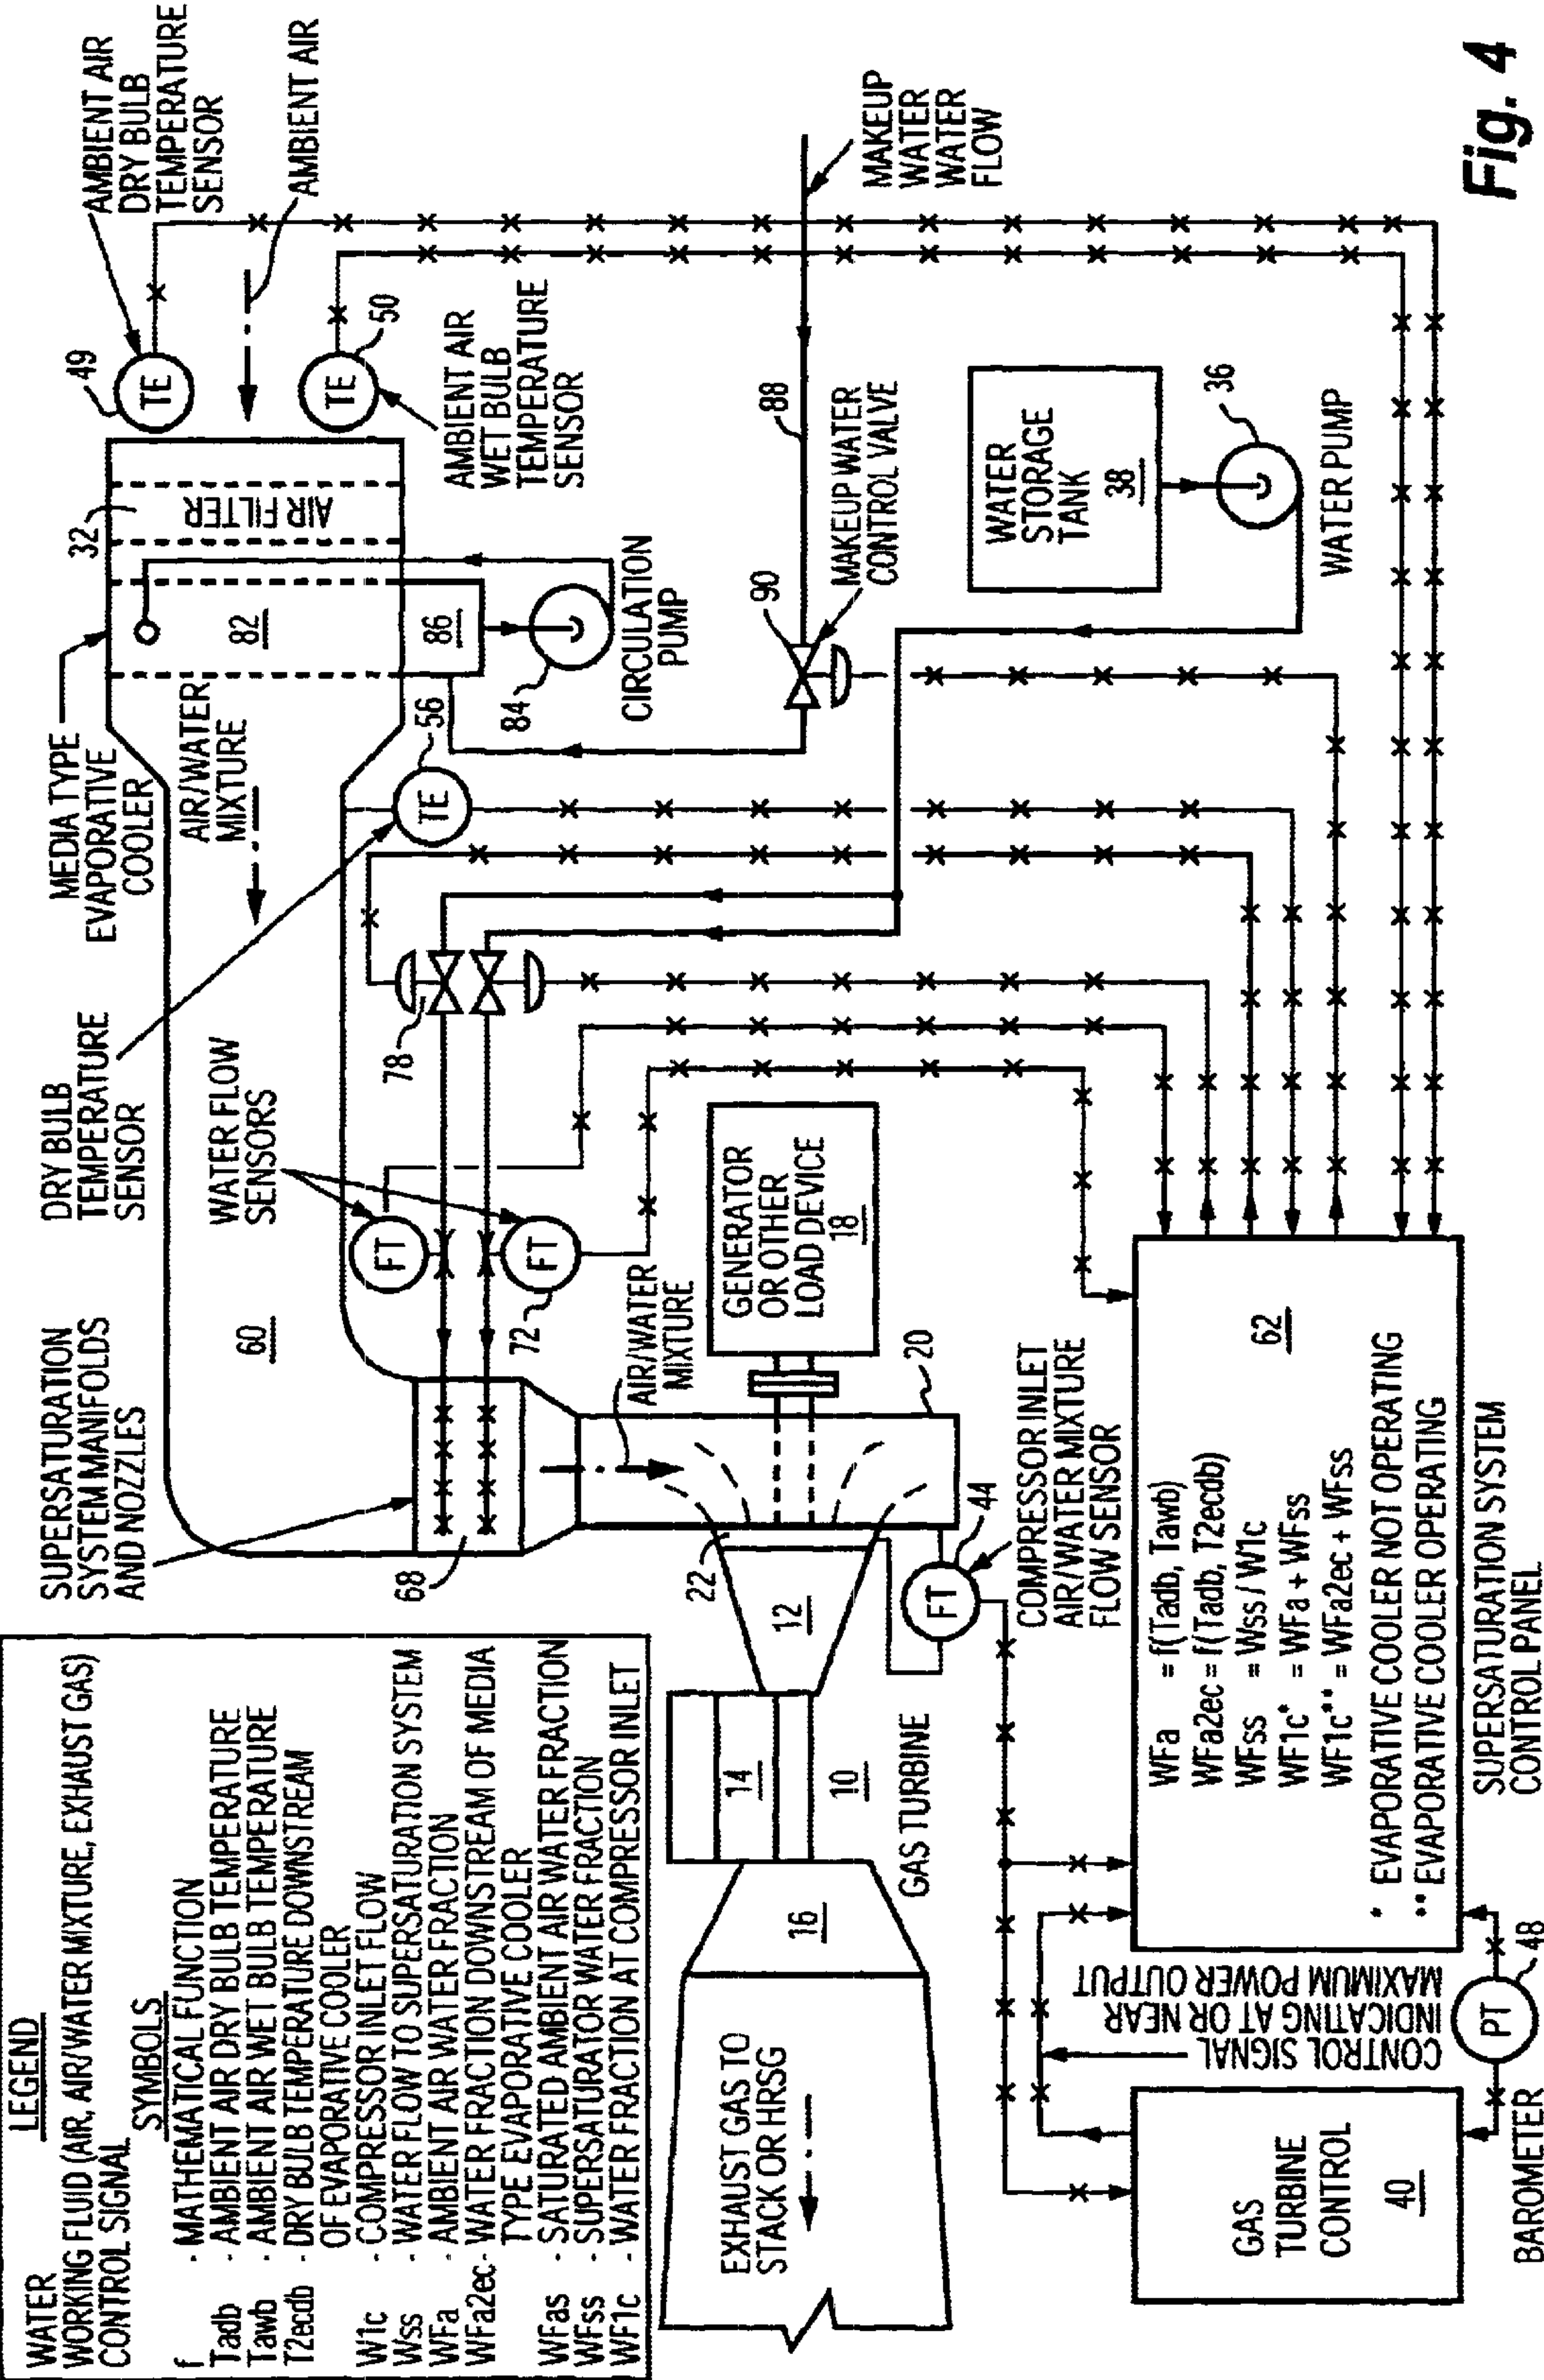 LEGEND
WATER
WORKING FLUID (AIR, AIR/WATER MIXTURE, EXHAUST GAS)
CONTROL SIGNAL
SYMBOLS
f - MATHEMATICAL FUNCTION
Tadb - AMBIENT AIR DRY BULB TEMPERATURE
Tawb - AMBIENT AIR WET BULB TEMPERATURE
T2ecdb - DRY BULB TEMPERATURE DOWNSTREAM
OF EVAPORATIVE COOLER
W1c - COMPRESSOR INLET FLOW
Wss - WATER FLOW TO SUPERSATURATION SYSTEM
WFa - AMBIENT AIR WATER FRACTION
WFa2ec - WATER FRACTION DOWNSTREAM OF MEDIA
TYPE EVAPORATIVE COOLER
WFas - SATURATED AMBIENT AIR WATER FRACTION
WFss - SUPERSATURATOR WATER FRACTION
WF1c - WATER FRACTION AT COMPRESSOR INLET
SUPERSATURATION
SYSTEM MANIFOLDS
AND NOZZLES
DRY BULB
TEMPERATURE
SENSOR
MEDIA TYPE
EVAPORATIVE
COOLER
AMBIENT AIR
DRY BULB
TEMPERATURE
SENSOR
AMBIENT AIR
49
TE
32
AIR FILTER
82
AIR/WATER
MIXTURE
60
WATER FLOW
SENSORS
TE
50
AMBIENT AIR
WET BULB
TEMPERATURE
SENSOR
86
84
CIRCULATION
PUMP
56
TE
78
FT
FT
72
68
AIR/WATER
MIXTURE
GENERATOR
OR OTHER
LOAD DEVICE
18
20
22
12
14
10
16
GAS TURBINE
EXHAUST GAS TO
STACK OR HRSG
FT
44
COMPRESSOR INLET
AIR/WATER MIXTURE
FLOW SENSOR
MAKEUP
WATER
WATER
FLOW
88
90
MAKEUP WATER
CONTROL VALVE
WATER
STORAGE
TANK
38
36
WATER PUMP
GAS
TURBINE
CONTROL
40
CONTROL SIGNAL
INDICATING AT OR NEAR
MAXIMUM POWER OUTPUT
BAROMETER
PT
48
WFa = f(Tadb, Tawb)
WFa2ec = f(Tadb, T2ecdb)
WFss = Wss / W1c
WF1c* = WFa + WFss
WF1c** = WFa2ec + WFss
62
* EVAPORATIVE COOLER NOT OPERATING
** EVAPORATIVE COOLER OPERATING
SUPERSATURATION SYSTEM
CONTROL PANEL
Fig. 4